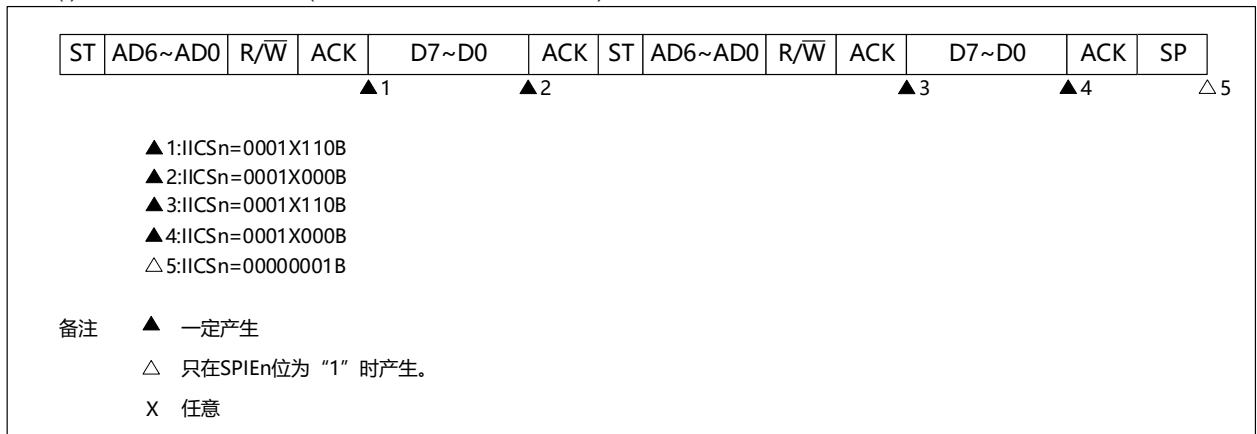 ST AD6~AD0 R/W̅ ACK D7~D0 ACK ST AD6~AD0 R/W̅ ACK D7~D0 ACK SP
▲1 ▲2 ▲3 ▲4 △5
▲1:IICSn=0001X110B
▲2:IICSn=0001X000B
▲3:IICSn=0001X110B
▲4:IICSn=0001X000B
△5:IICSn=00000001B
备注 ▲ 一定产生
△ 只在SPIEn位为“1”时产生。
X 任意